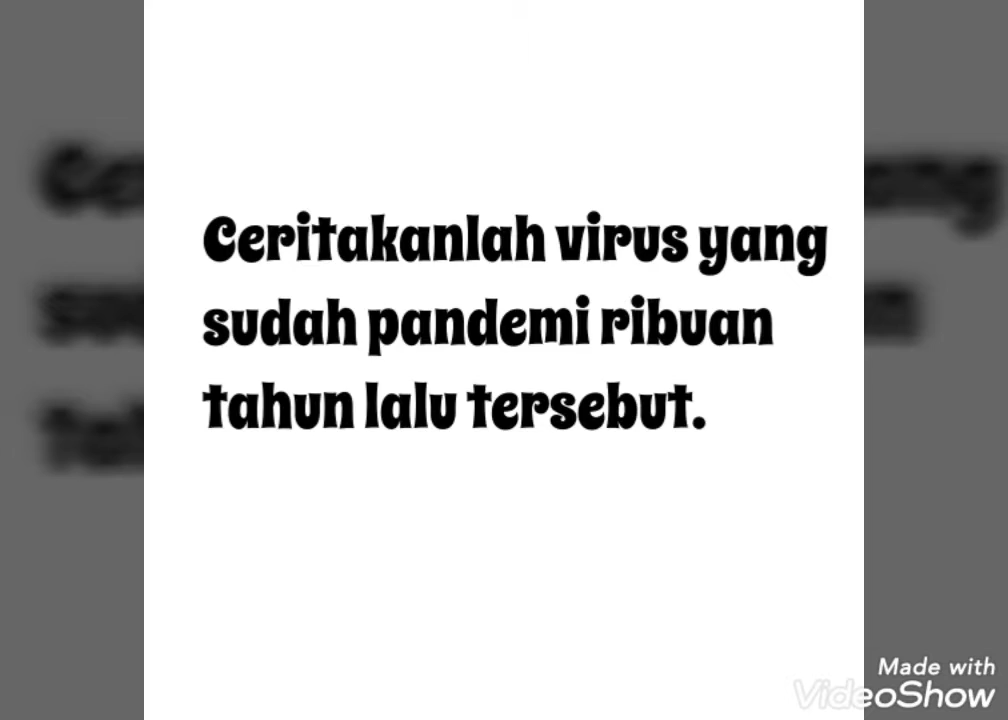 Ceritakanlah virus yang
sudah pandemi ribuan
tahun lalu tersebut.
Made with
VideoShow